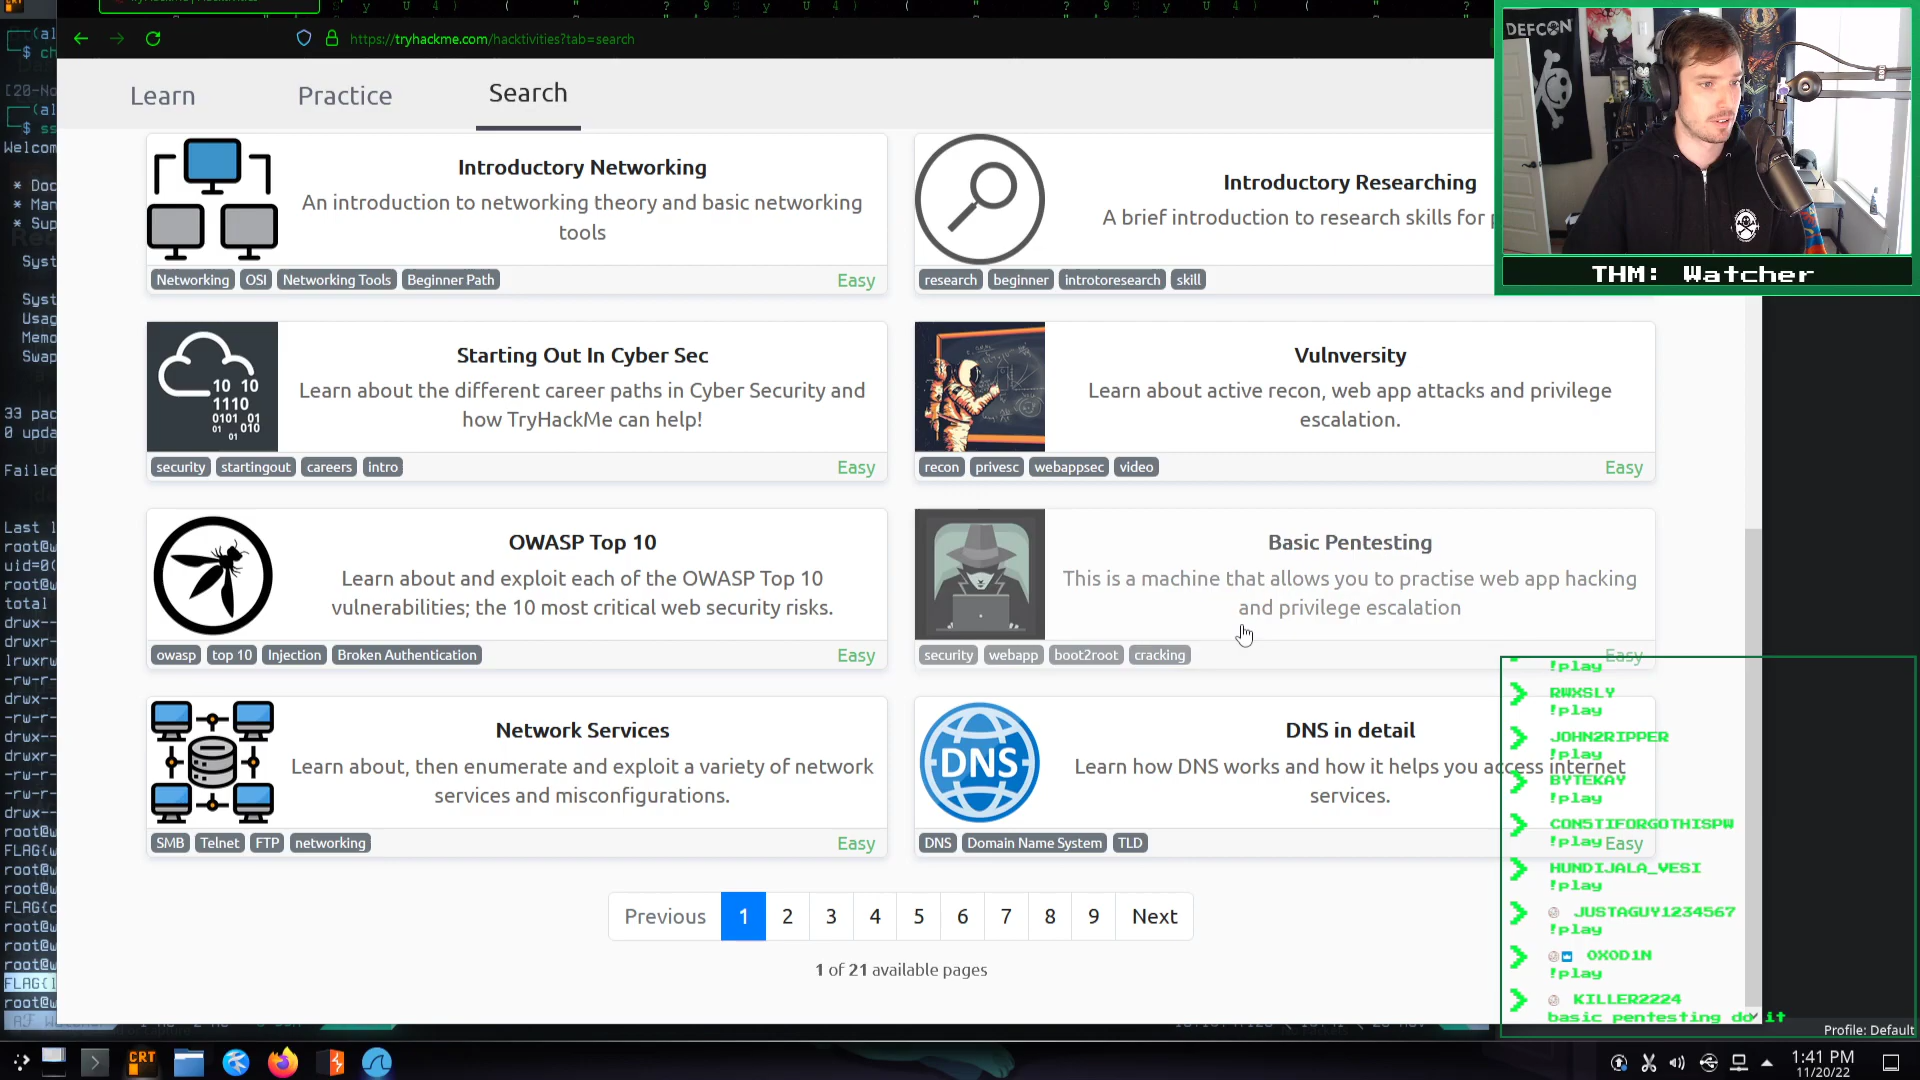 https://tryhackme.com/hacktivities?tab=search
Learn
Practice
Search
Introductory Networking
An introduction to networking theory and basic networking
tools
Networking OSI Networking Tools Beginner Path
Easy
Introductory Researching
A brief introduction to research skills for
research beginner introtoresearch skill
Starting Out In Cyber Sec
Learn about the different career paths in Cyber Security and
how TryHackMe can help!
security startingout careers intro
Easy
Vulnversity
Learn about active recon, web app attacks and privilege
escalation.
recon privesc webappsec video
Easy
OWASP Top 10
Learn about and exploit each of the OWASP Top 10
vulnerabilities; the 10 most critical web security risks.
owasp top 10 Injection Broken Authentication
Easy
Basic Pentesting
This is a machine that allows you to practise web app hacking
and privilege escalation
security webapp boot2root cracking
Easy
Network Services
Learn about, then enumerate and exploit a variety of network
services and misconfigurations.
SMB Telnet FTP networking
Easy
DNS in detail
Learn how DNS works and how it helps you access internet
services.
DNS Domain Name System TLD
Easy
Previous 1 2 3 4 5 6 7 8 9 Next
1 of 21 available pages
DEFCON
THM: Watcher
!play
RWXSLY
!play
JOHN2RIPPER
!play
BYTEKAY
!play
CON5TIFORGOTHISPW
!play
HUNDIJALA_VESI
!play
JUSTAGUY1234567
!play
0X0D1N
!play
KILLER2224
basic pentesting do it
Profile: Default
CRT
1:41 PM
11/20/22